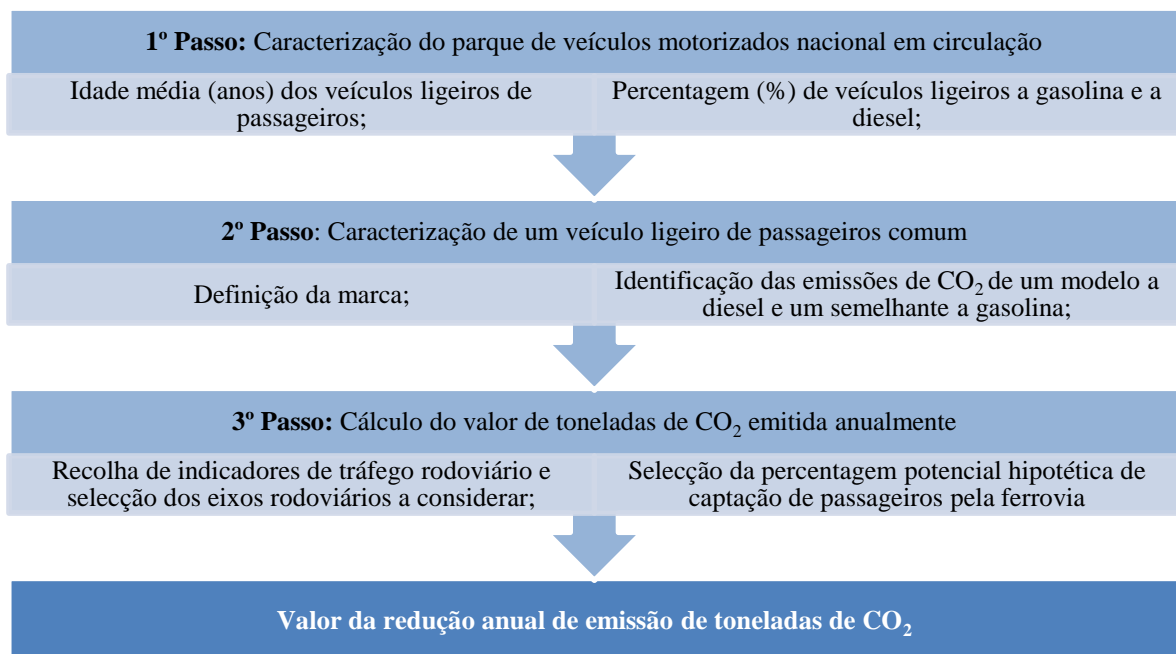 1º Passo: Caracterização do parque de veículos motorizados nacional em circulação
Idade média (anos) dos veículos ligeiros de
passageiros;
Percentagem (%) de veículos ligeiros a gasolina e a
diesel;
2º Passo: Caracterização de um veículo ligeiro de passageiros comum
Definição da marca;
Identificação das emissões de CO₂ de um modelo a
diesel e um semelhante a gasolina;
3º Passo: Cálculo do valor de toneladas de CO₂ emitida anualmente
Recolha de indicadores de tráfego rodoviário e
selecção dos eixos rodoviários a considerar;
Selecção da percentagem potencial hipotética de
captação de passageiros pela ferrovia
Valor da redução anual de emissão de toneladas de CO₂